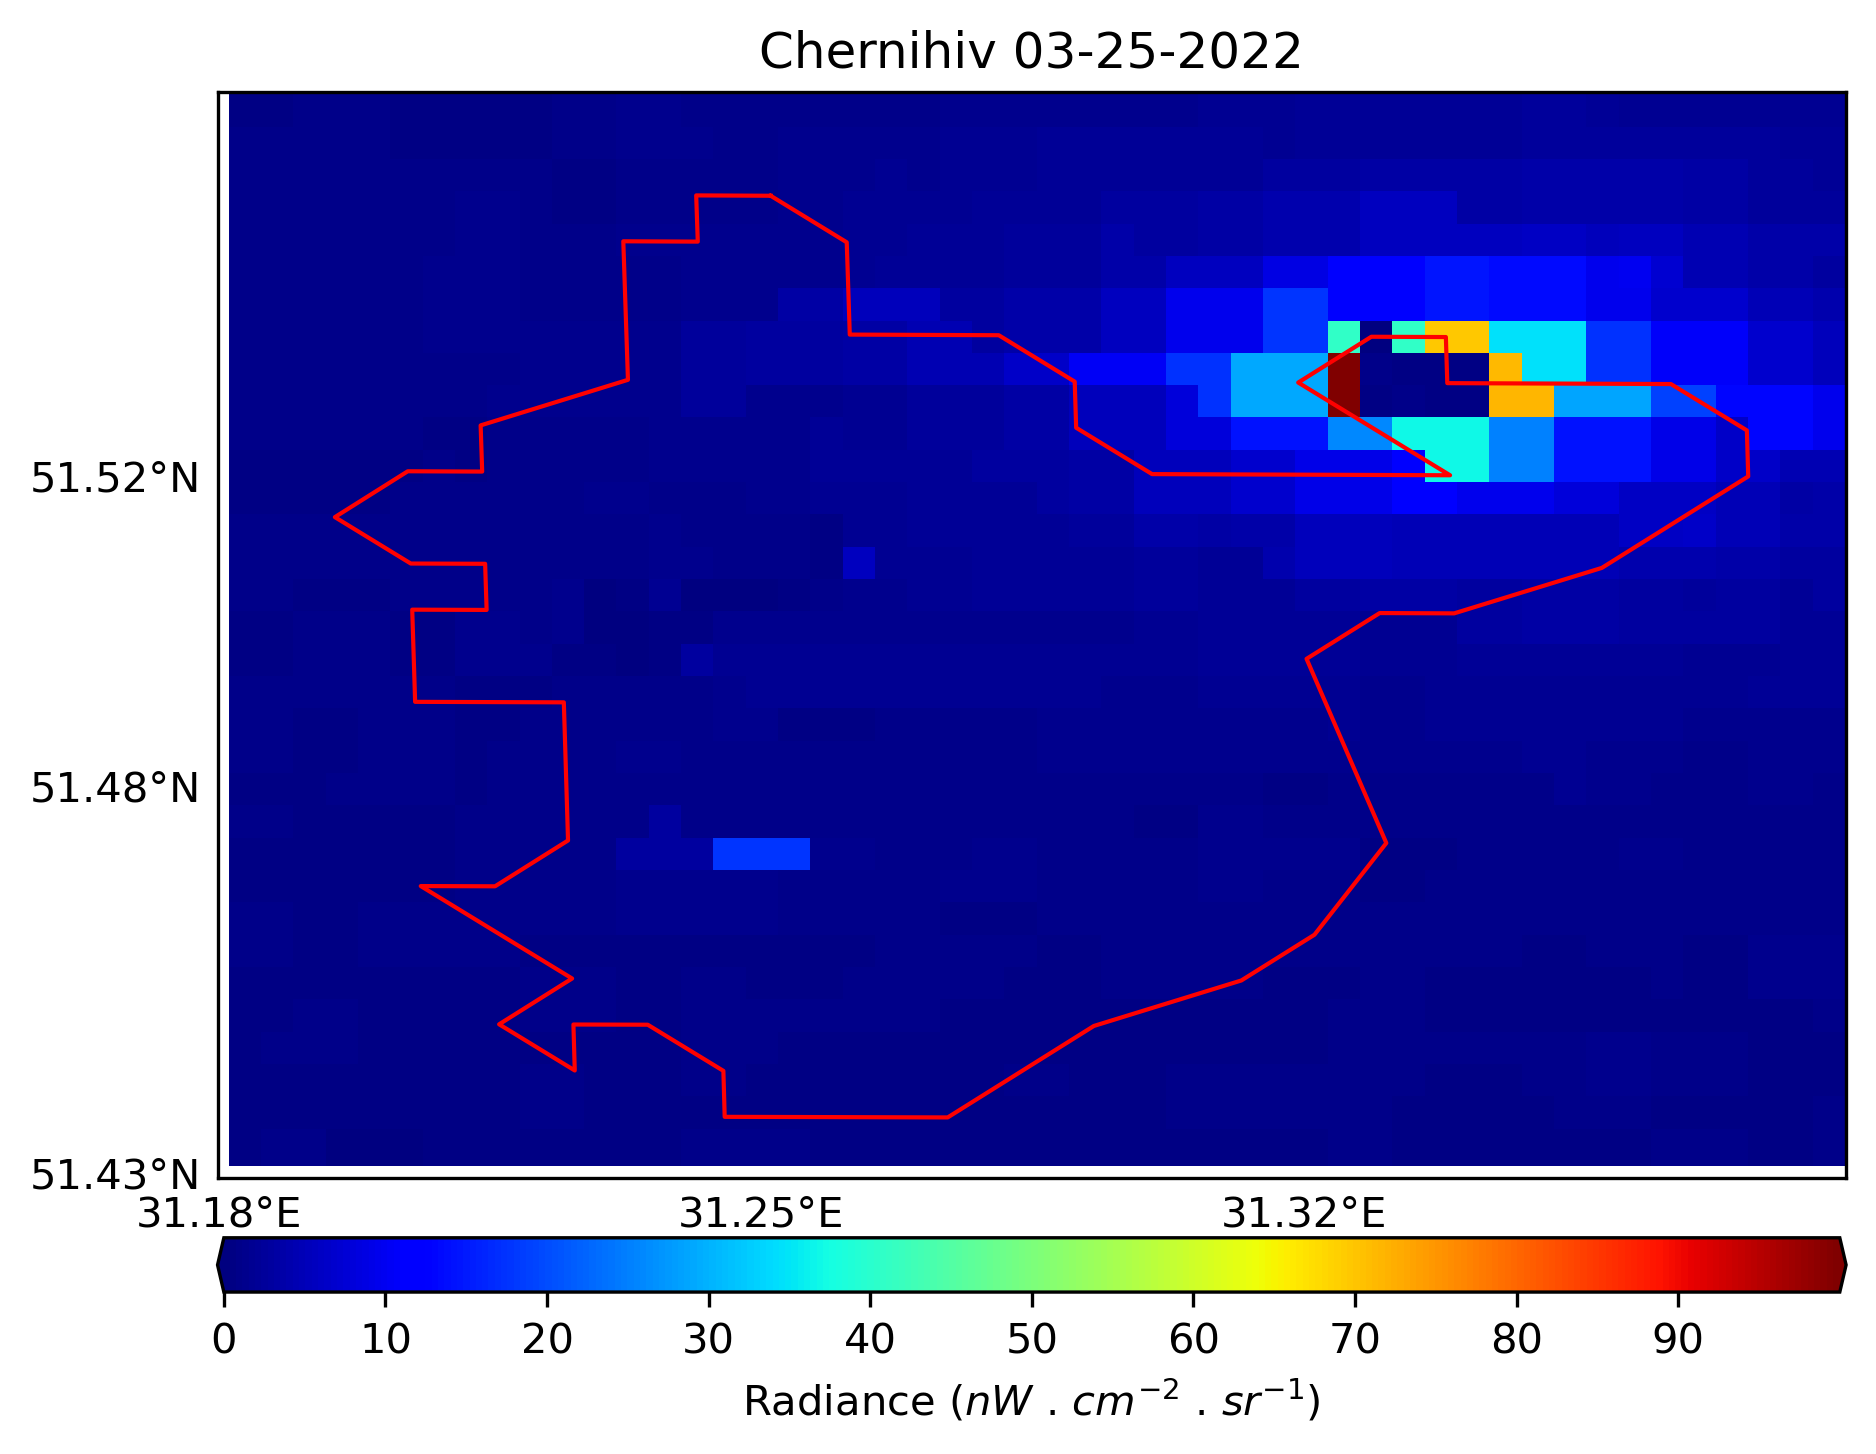 Chernihiv 03-25-2022
51.52°N
51.48°N
51.43°N
31.18°E 31.25°E 31.32°E
0 10 20 30 40 50 60 70 80 90
Radiance (nW . cm⁻² . sr⁻¹)